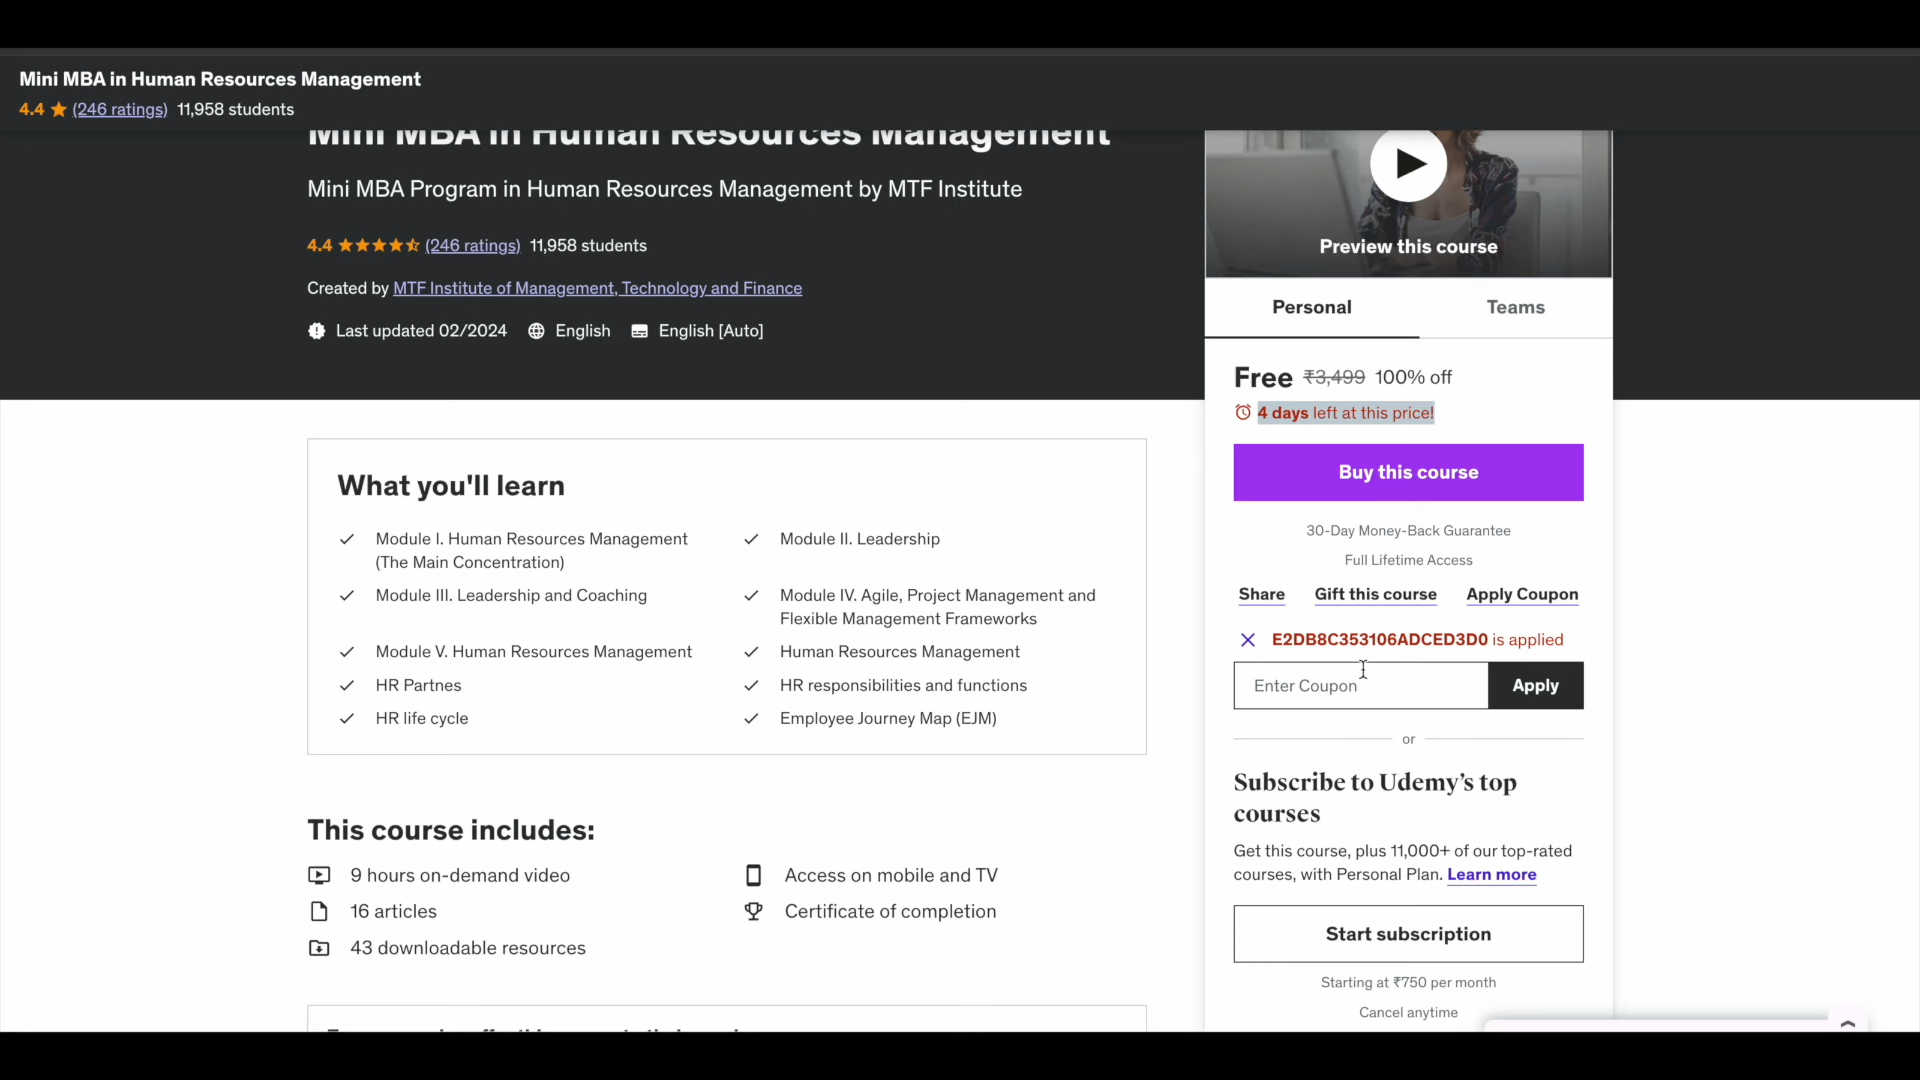 Mini MBA in Human Resources Management
4.4 (246 ratings) 11,958 students
Mini MBA in Human Resources Management
Mini MBA Program in Human Resources Management by MTF Institute
4.4 (246 ratings) 11,958 students
Created by MTF Institute of Management, Technology and Finance
Last updated 02/2024 English English [Auto]
What you'll learn
Module I. Human Resources Management
(The Main Concentration)
Module II. Leadership
Module III. Leadership and Coaching
Module IV. Agile, Project Management and
Flexible Management Frameworks
Module V. Human Resources Management
Human Resources Management
HR Partnes
HR responsibilities and functions
HR life cycle
Employee Journey Map (EJM)
This course includes:
9 hours on-demand video
Access on mobile and TV
16 articles
Certificate of completion
43 downloadable resources
Preview this course
Personal Teams
Free ₹3,499 100% off
4 days left at this price!
Buy this course
30-Day Money-Back Guarantee
Full Lifetime Access
Share Gift this course Apply Coupon
E2DB8C353106ADCED3D0 is applied
Enter Coupon Apply
or
Subscribe to Udemy's top
courses
Get this course, plus 11,000+ of our top-rated
courses, with Personal Plan. Learn more
Start subscription
Starting at ₹750 per month
Cancel anytime